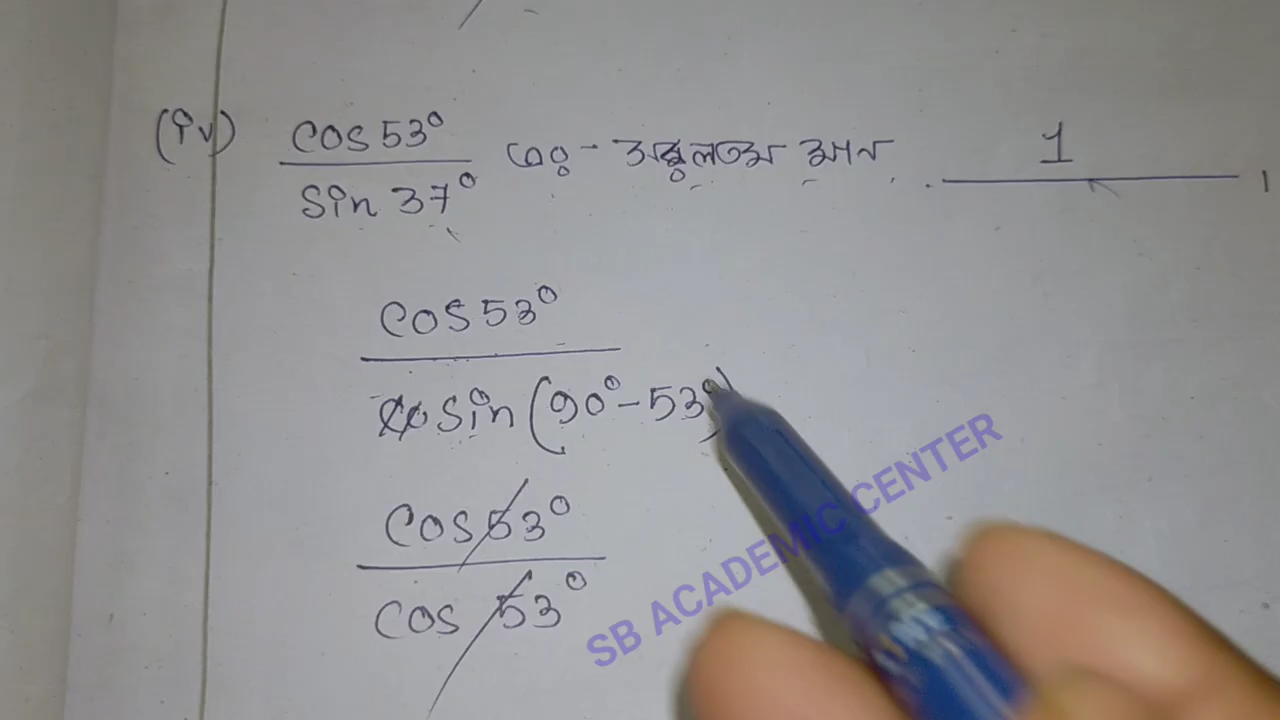 (iv) cos 53° / sin 37° এর সরলতম মান 1 ।
cos 53°
sin (90° - 53°)
cos 53°
cos 53°
SB ACADEMIC CENTER